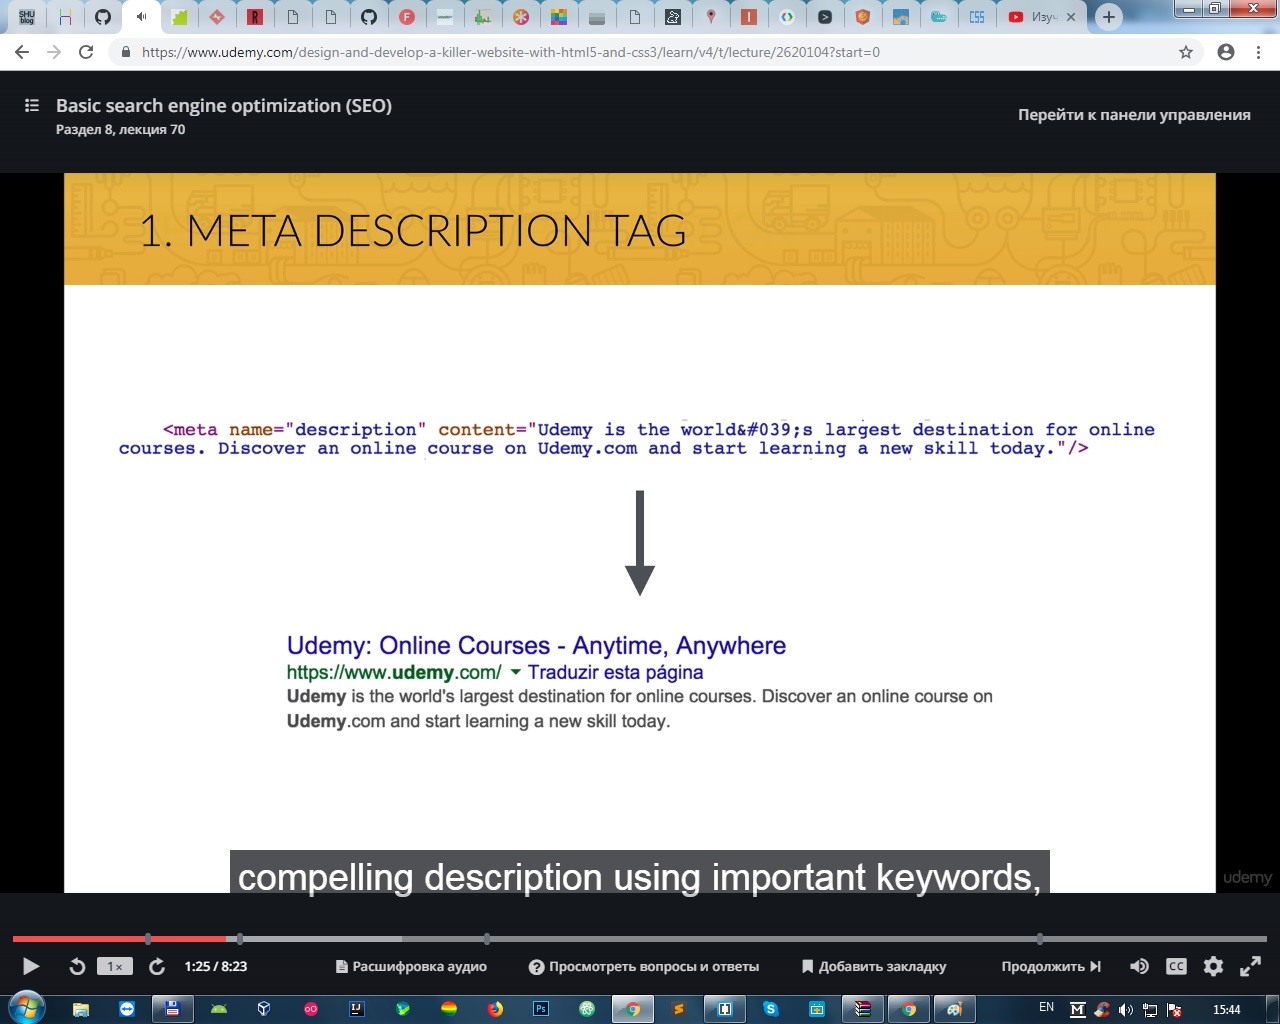 SHU
blog
H
R
F
I
CSS
Изуч
https://www.udemy.com/design-and-develop-a-killer-website-with-html5-and-css3/learn/v4/t/lecture/2620104?start=0
Basic search engine optimization (SEO)
Раздел 8, лекция 70
Перейти к панели управления
1. META DESCRIPTION TAG
<meta name="description" content="Udemy is the world&#039;s largest destination for online
courses. Discover an online course on Udemy.com and start learning a new skill today."/>
Udemy: Online Courses - Anytime, Anywhere
https://www.udemy.com/ Traduzir esta página
Udemy is the world's largest destination for online courses. Discover an online course on
Udemy.com and start learning a new skill today.
compelling description using important keywords,
udemy
1×
1:25 / 8:23
Расшифровка аудио
Просмотреть вопросы и ответы
Добавить закладку
Продолжить
CC
IJ
Ps
S
EN
M
15:44